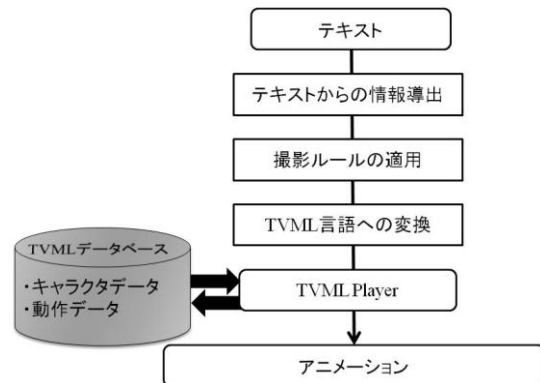 テキスト
テキストからの情報導出
撮影ルールの適用
TVML言語への変換
TVMLデータベース
・キャラクタデータ
・動作データ
TVML Player
アニメーション